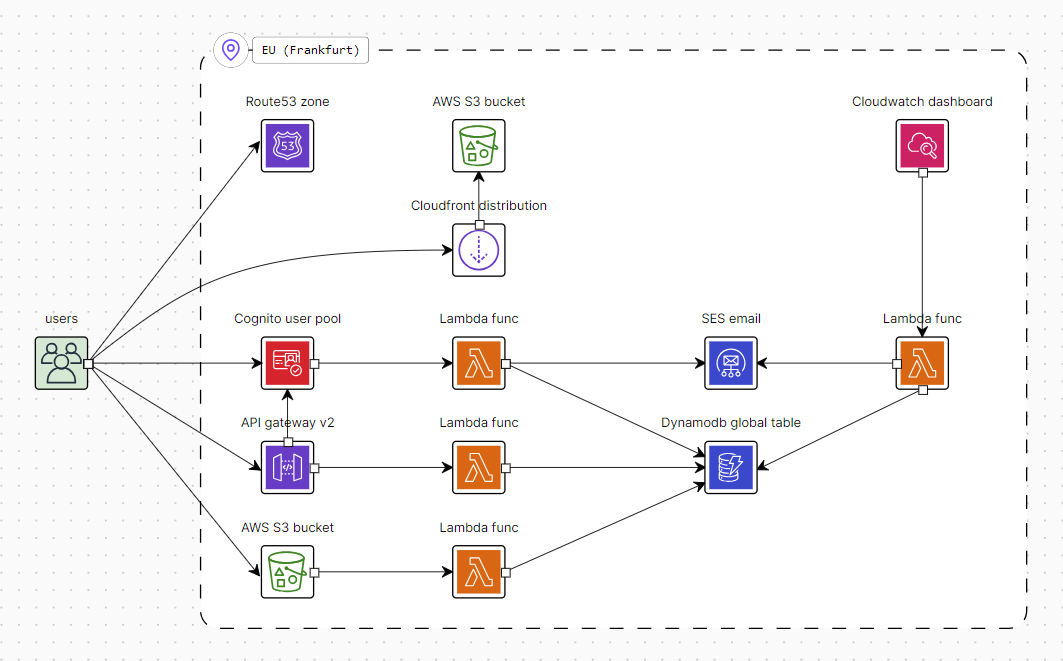 EU (Frankfurt)
Route53 zone
AWS S3 bucket
Cloudwatch dashboard
53
Cloudfront distribution
users
Cognito user pool
Lambda func
SES email
Lambda func
API gateway v2
Lambda func
Dynamodb global table
AWS S3 bucket
Lambda func